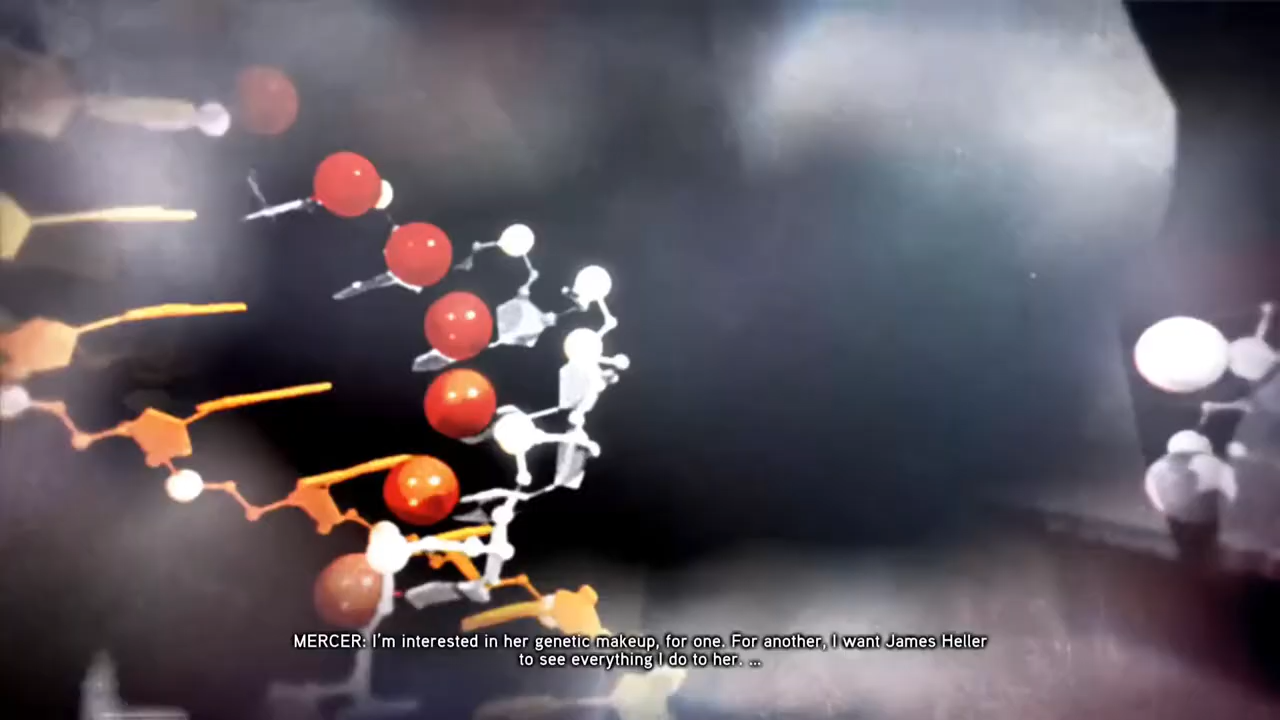 MERCER: I'm interested in her genetic makeup, for one. For another, I want James Heller
to see everything I do to her. ...